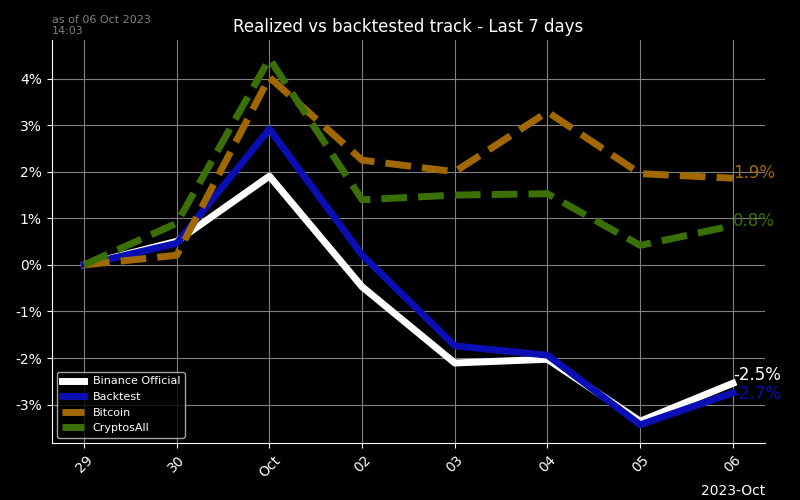 as of 06 Oct 2023
14:03
Realized vs backtested track - Last 7 days
4%
3%
2%
1%
0%
-1%
-2%
-3%
1.9%
0.8%
-2.5%
-2.7%
Binance Official
Backtest
Bitcoin
CryptosAll
29
30
Oct
02
03
04
05
06
2023-Oct